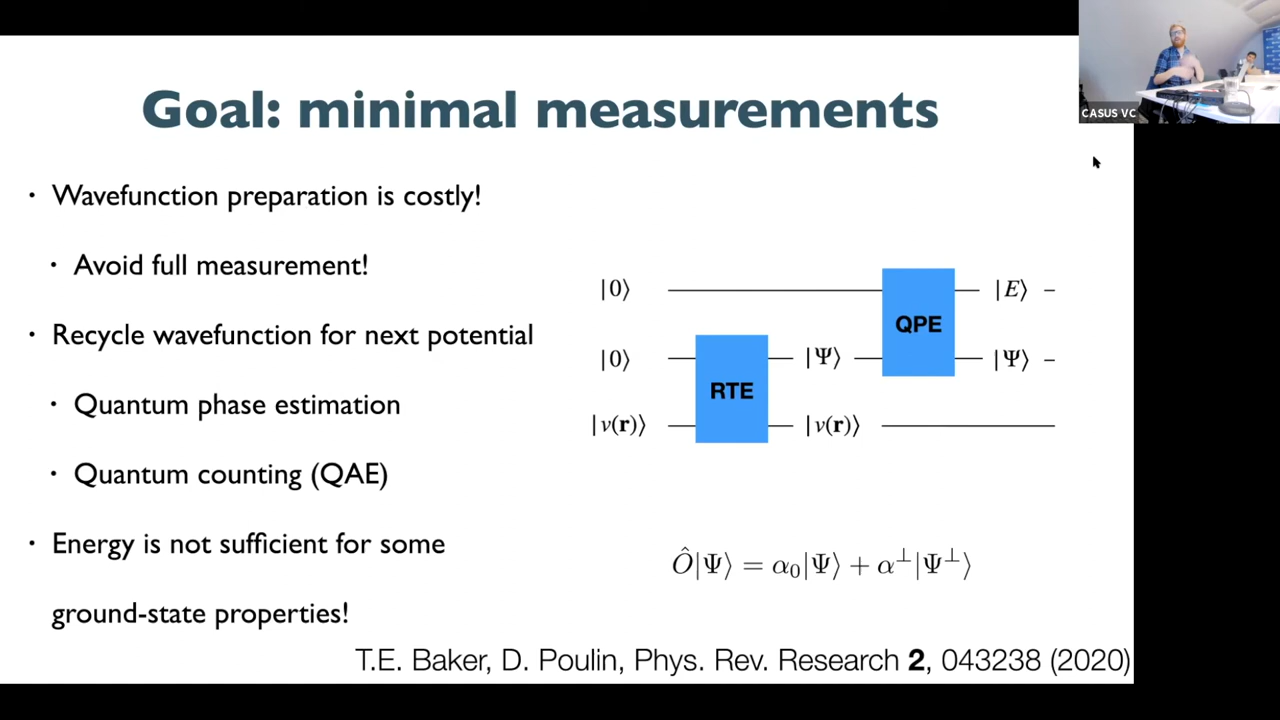 Goal: minimal measurements
CASUS VC
• Wavefunction preparation is costly!
• Avoid full measurement!
• Recycle wavefunction for next potential
• Quantum phase estimation
• Quantum counting (QAE)
• Energy is not sufficient for some
ground-state properties!
|0⟩ QPE |E⟩
|0⟩ RTE |Ψ⟩ |Ψ⟩
|v(𝐫)⟩ |v(𝐫)⟩
Ô|Ψ⟩ = α₀|Ψ⟩ + α^⊥|Ψ^⊥⟩
T.E. Baker, D. Poulin, Phys. Rev. Research 2, 043238 (2020)